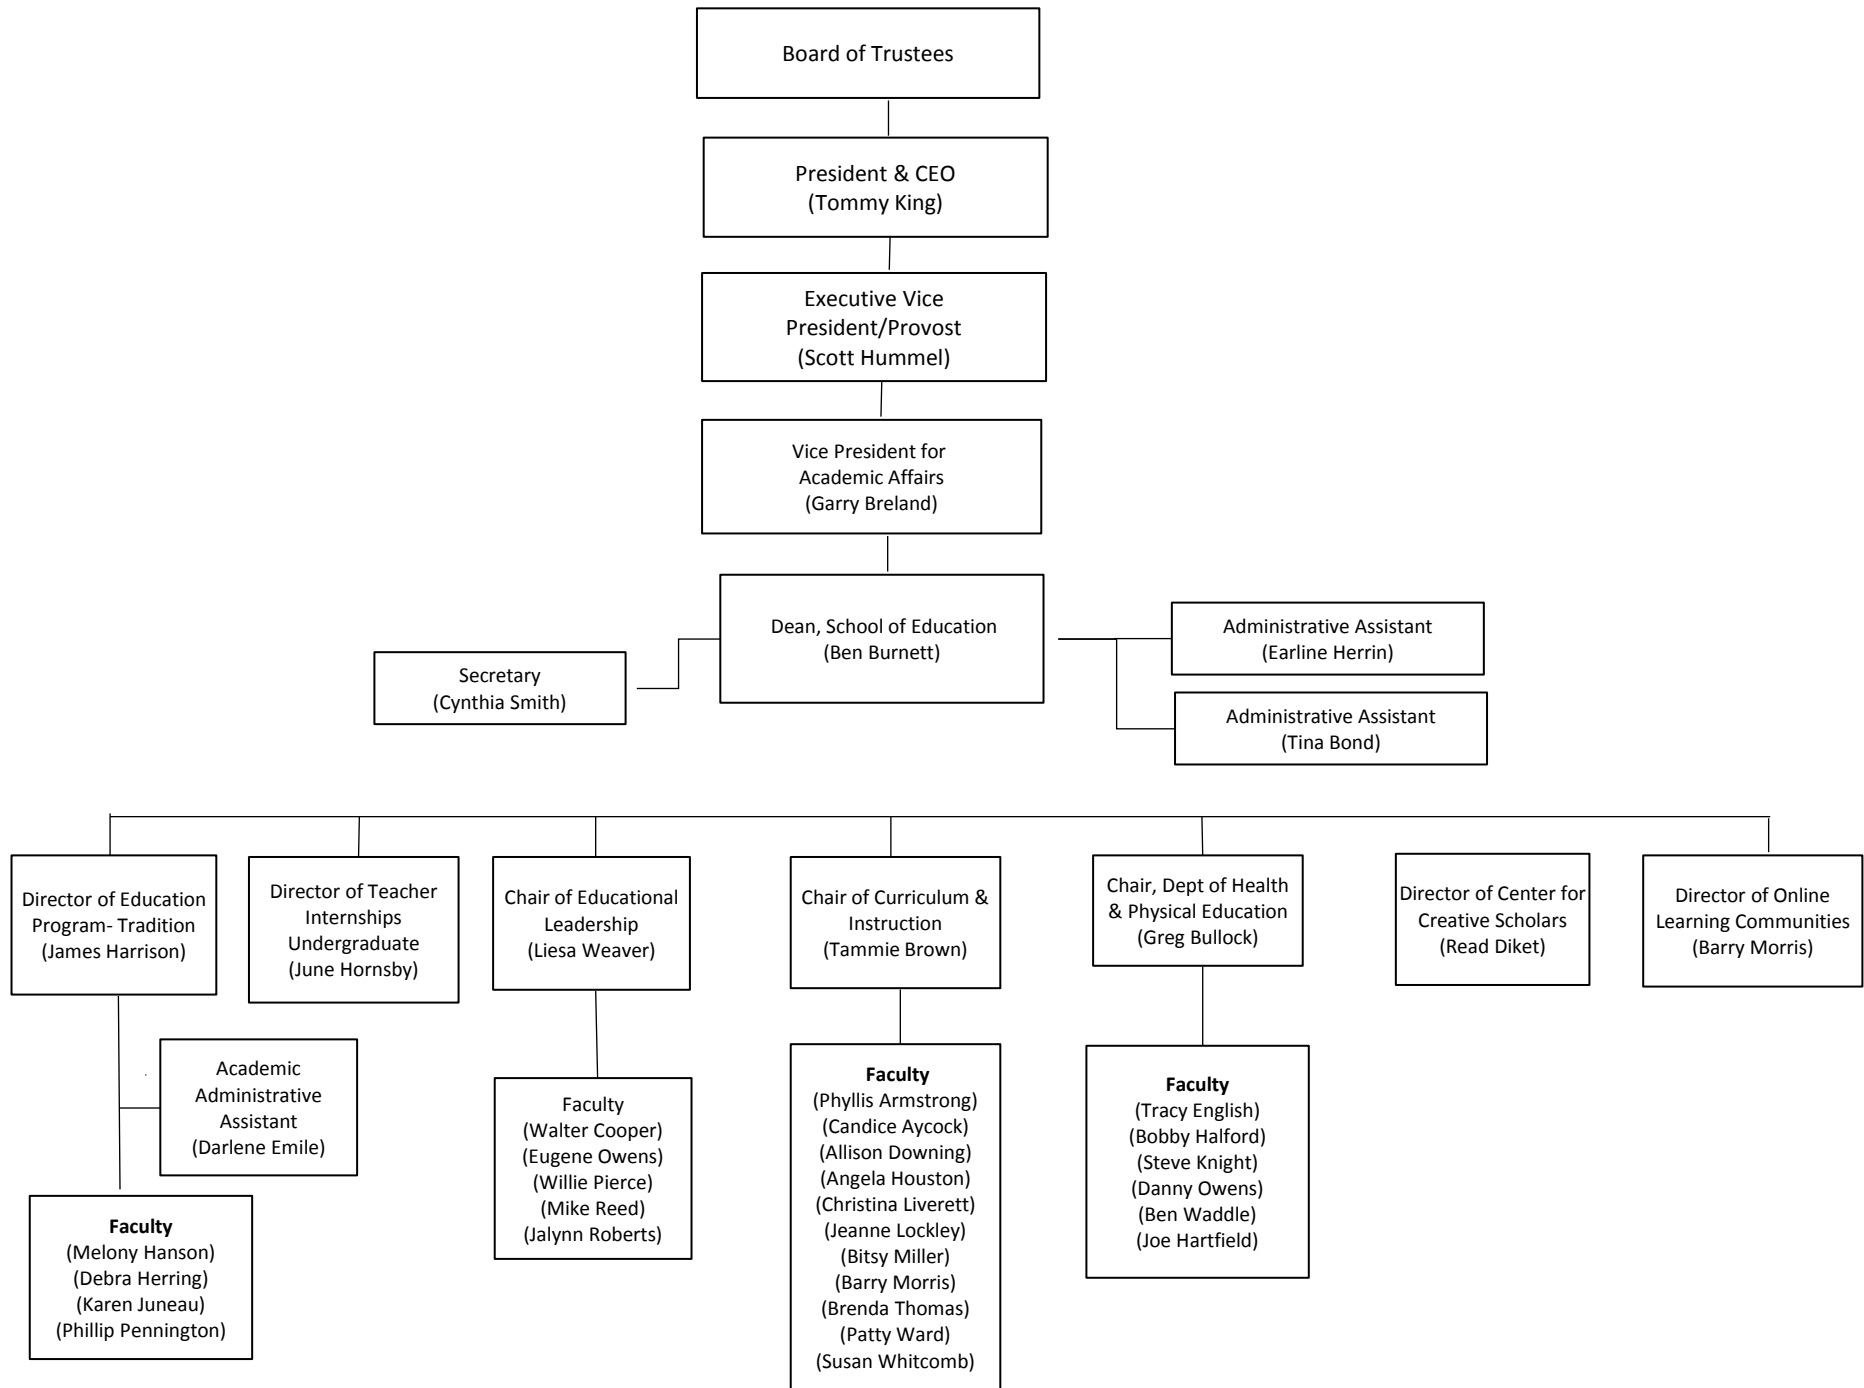 Board of Trustees
President & CEO
(Tommy King)
Executive Vice
President/Provost
(Scott Hummel)
Vice President for
Academic Affairs
(Garry Breland)
Dean, School of Education
(Ben Burnett)
Secretary
(Cynthia Smith)
Administrative Assistant
(Earline Herrin)
Administrative Assistant
(Tina Bond)
Director of Education
Program- Tradition
(James Harrison)
Director of Teacher
Internships
Undergraduate
(June Hornsby)
Chair of Educational
Leadership
(Liesa Weaver)
Chair of Curriculum &
Instruction
(Tammie Brown)
Chair, Dept of Health
& Physical Education
(Greg Bullock)
Director of Center for
Creative Scholars
(Read Diket)
Director of Online
Learning Communities
(Barry Morris)
Academic
Administrative
Assistant
(Darlene Emile)
Faculty
(Melony Hanson)
(Debra Herring)
(Karen Juneau)
(Phillip Pennington)
Faculty
(Walter Cooper)
(Eugene Owens)
(Willie Pierce)
(Mike Reed)
(Jalynn Roberts)
Faculty
(Phyllis Armstrong)
(Candice Aycock)
(Allison Downing)
(Angela Houston)
(Christina Liverett)
(Jeanne Lockley)
(Bitsy Miller)
(Barry Morris)
(Brenda Thomas)
(Patty Ward)
(Susan Whitcomb)
Faculty
(Tracy English)
(Bobby Halford)
(Steve Knight)
(Danny Owens)
(Ben Waddle)
(Joe Hartfield)